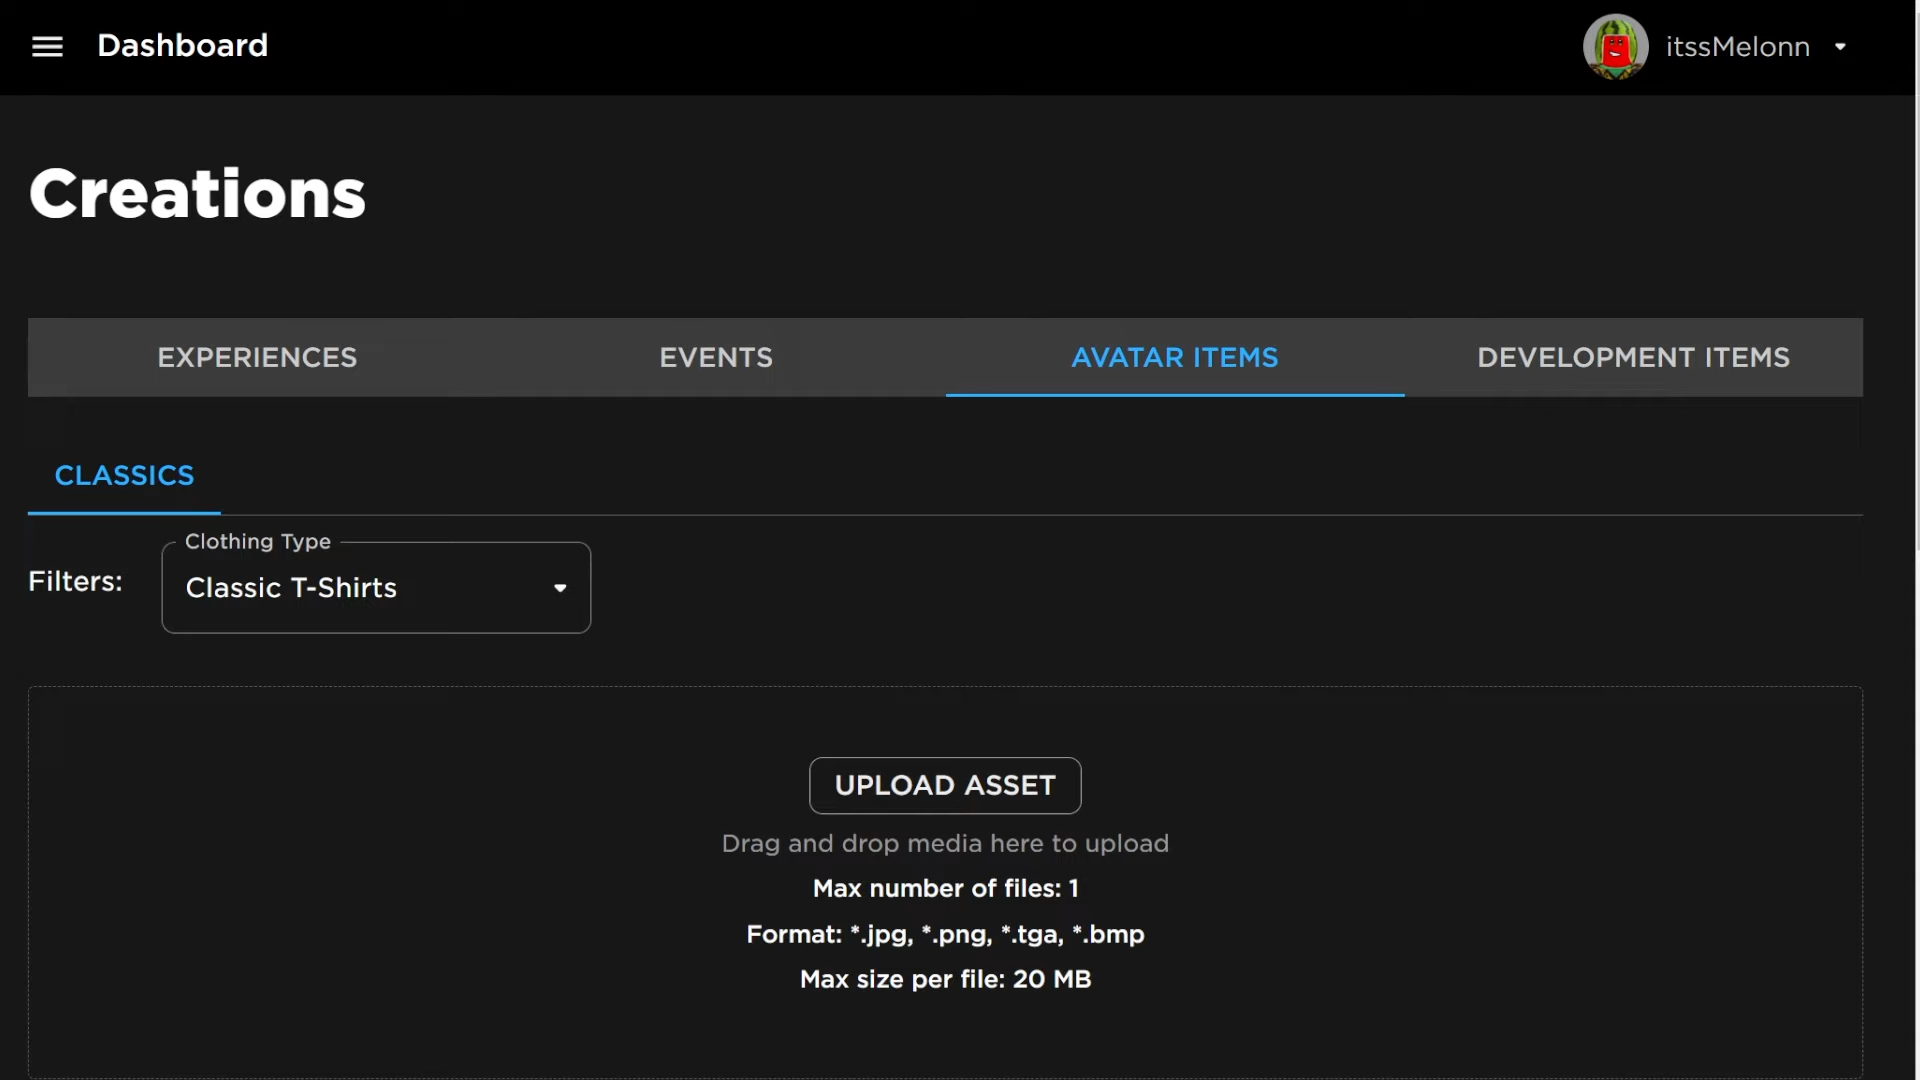 Dashboard
itssMelonn
Creations
EXPERIENCES
EVENTS
AVATAR ITEMS
DEVELOPMENT ITEMS
CLASSICS
Clothing Type
Filters:
Classic T-Shirts
UPLOAD ASSET
Drag and drop media here to upload
Max number of files: 1
Format: *.jpg, *.png, *.tga, *.bmp
Max size per file: 20 MB